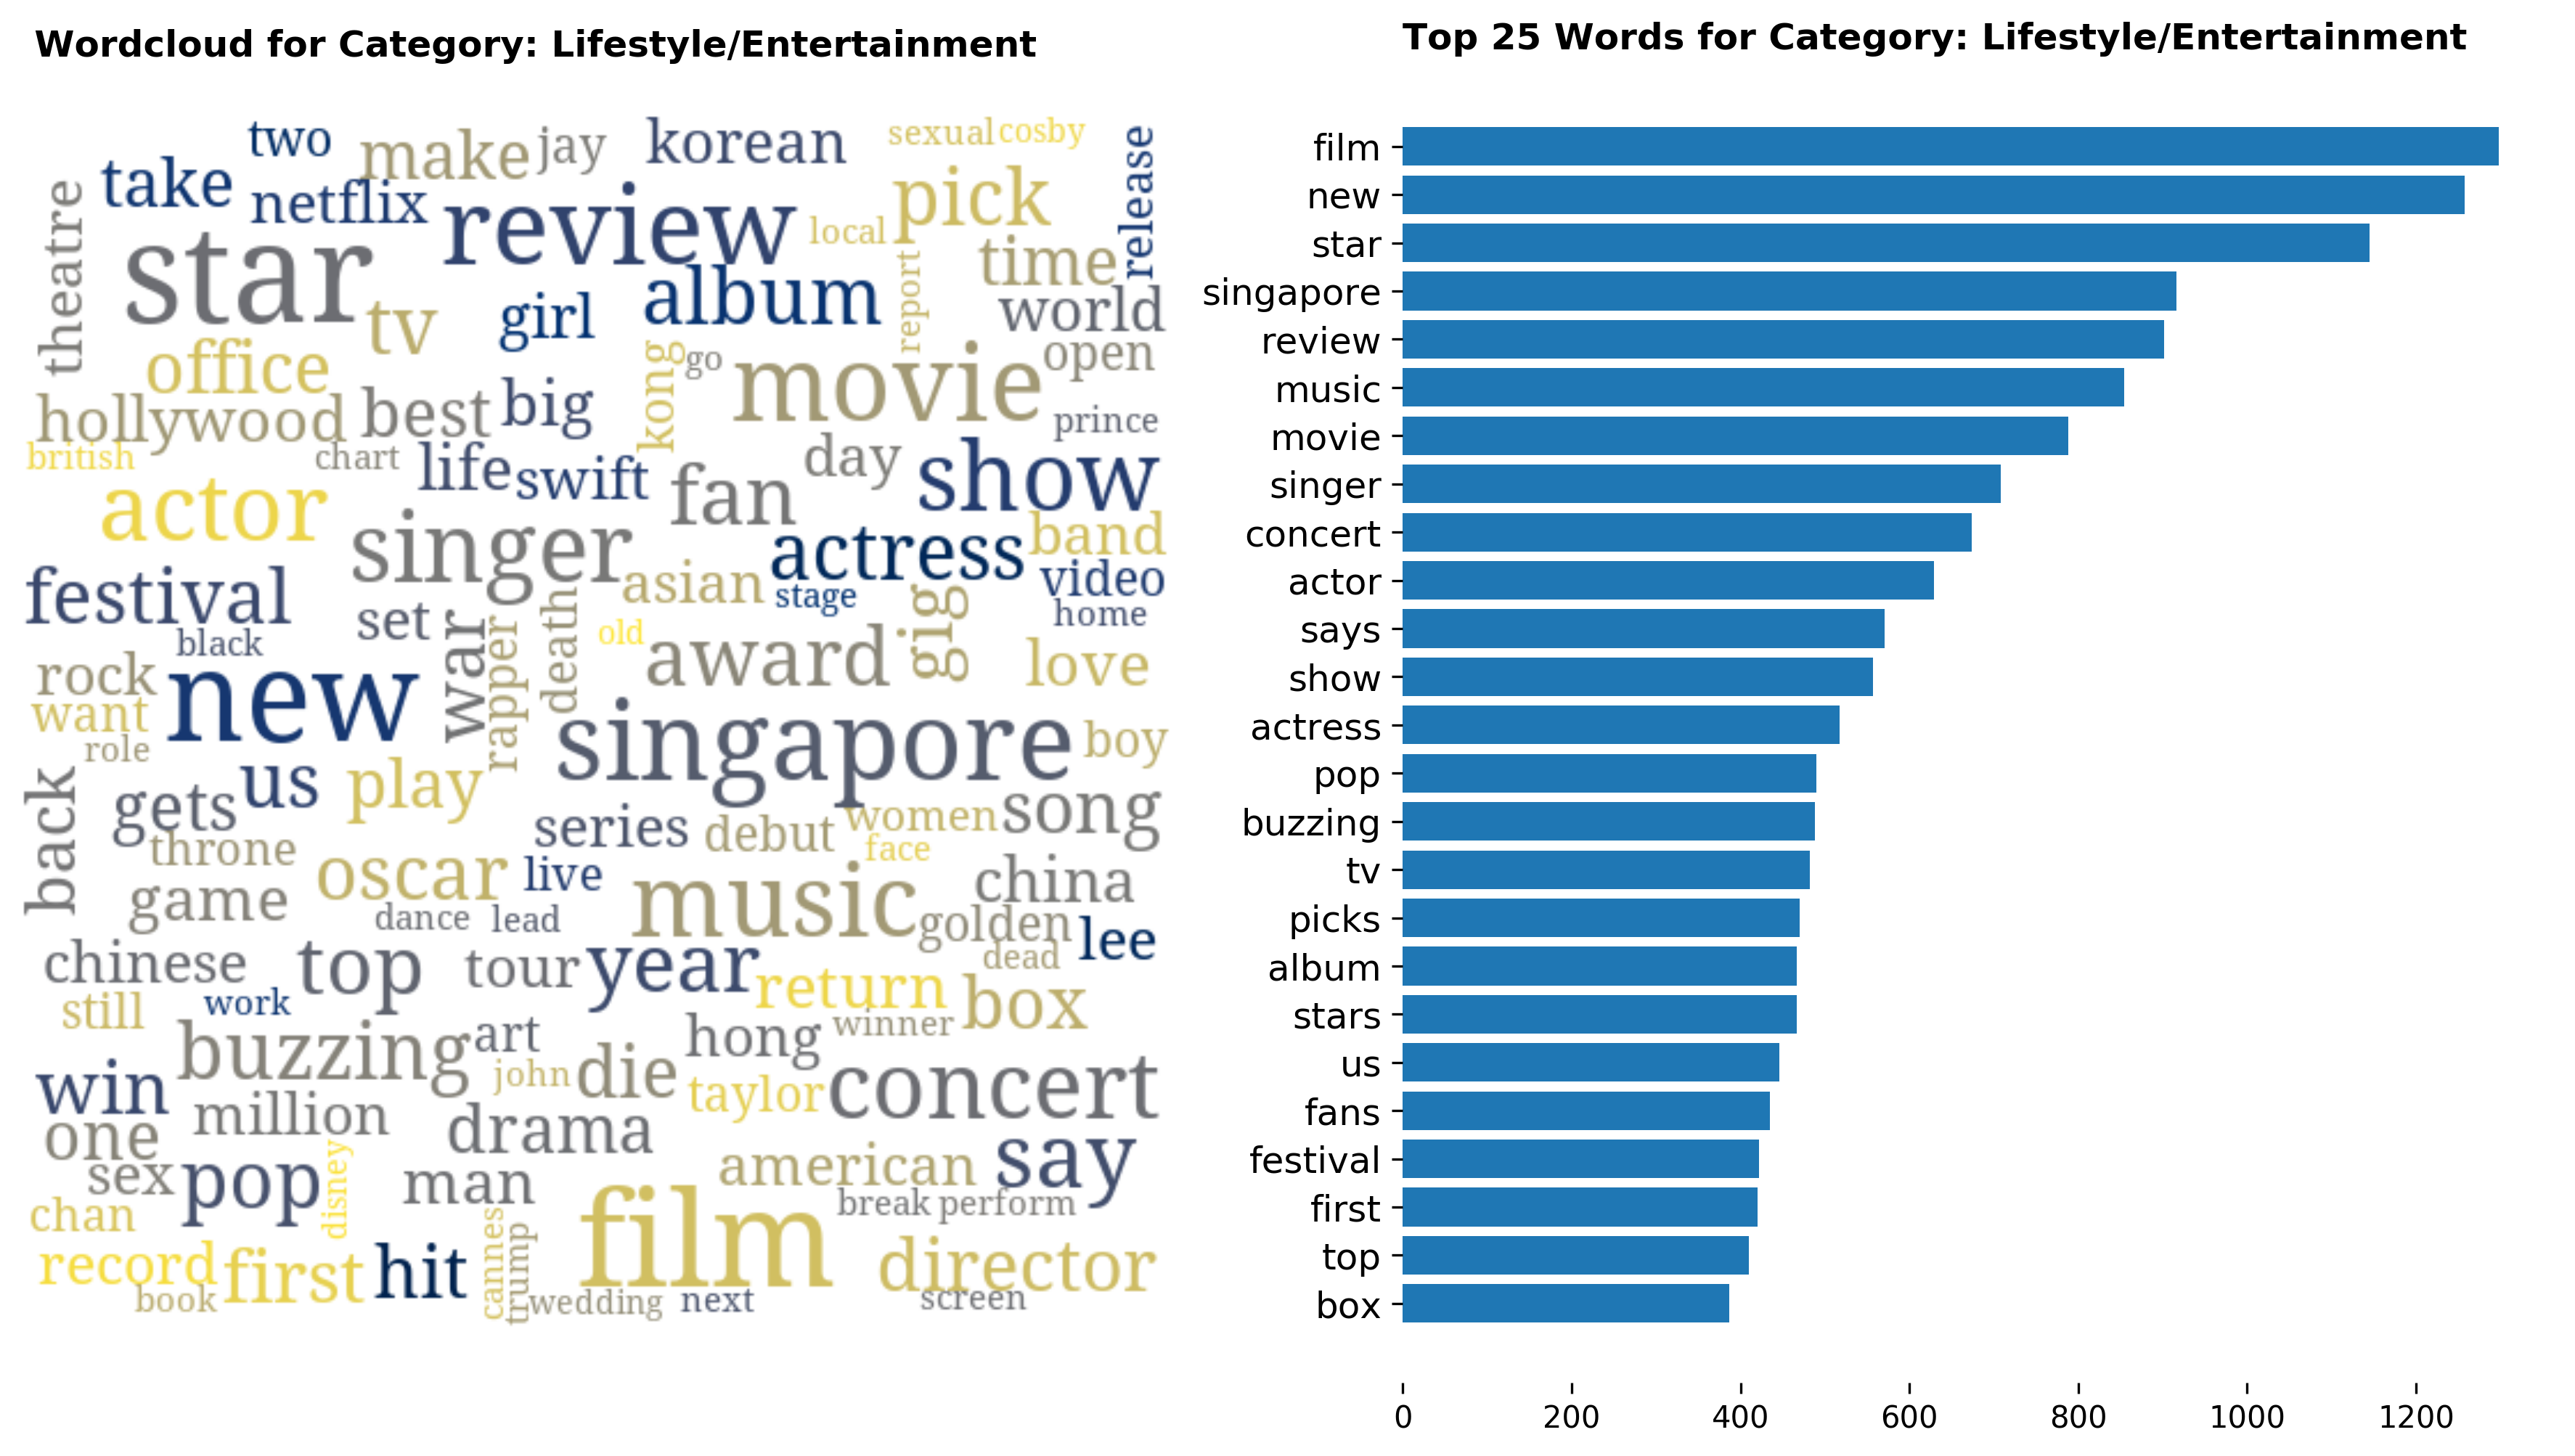 Wordcloud for Category: Lifestyle/Entertainment
two
make
jay
korean
sexual
cosby
release
take
netflix
review
pick
local
theatre
star
tv
girl
album
report
time
world
office
kong
go
movie
open
hollywood
best
big
prince
british
chart
life
swift
fan
day
show
actor
singer
actress
band
festival
set
asian
stage
video
home
black
war
rapper
death
old
award
gig
love
rock
want
new
singapore
boy
role
back
gets
us
play
series
debut
women
song
throne
face
game
oscar
live
music
china
dance
lead
golden
lee
chinese
top
tour
year
dead
return
box
still
work
buzzing
art
hong
winner
win
john
die
taylor
concert
million
one
drama
say
sex
pop
disney
man
american
chan
break
perform
film
record
first
hit
cannes
trump
director
book
wedding
next
screen
Top 25 Words for Category: Lifestyle/Entertainment
film
new
star
singapore
review
music
movie
singer
concert
actor
says
show
actress
pop
buzzing
tv
picks
album
stars
us
fans
festival
first
top
box
0 200 400 600 800 1000 1200